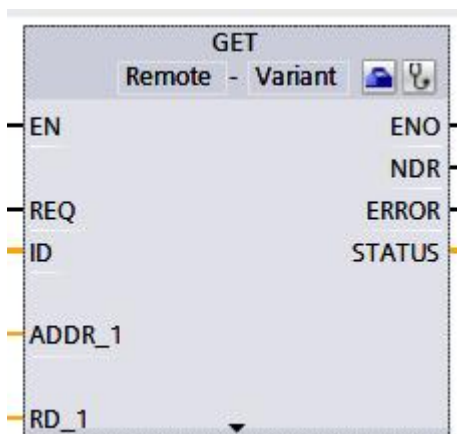 GET
Remote - Variant
EN ENO
NDR
REQ ERROR
ID STATUS
ADDR_1
RD_1